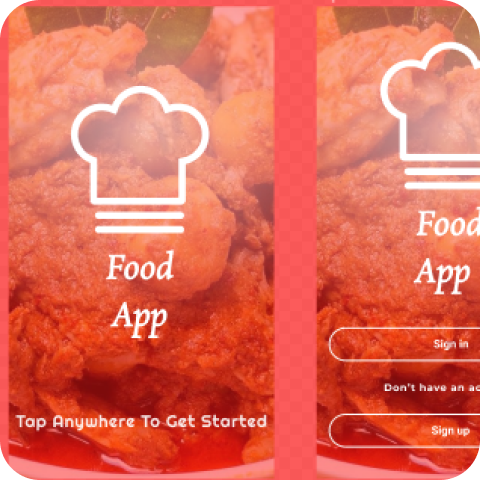 Food
App
Tap Anywhere To Get Started
Food
App
Sign in
Don't have an ac
Sign up